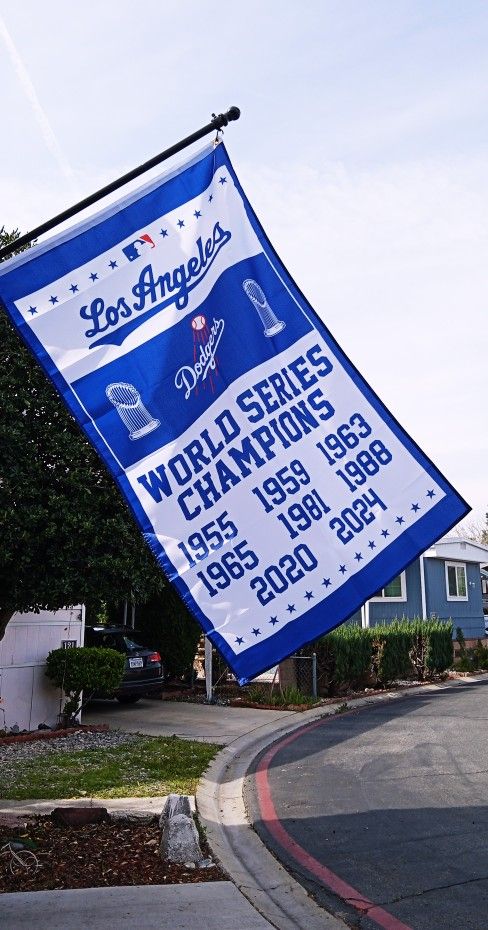 Los Angeles
Dodgers
WORLD SERIES
CHAMPIONS
1955 1959 1963
1965 1981 1988
2020 2024